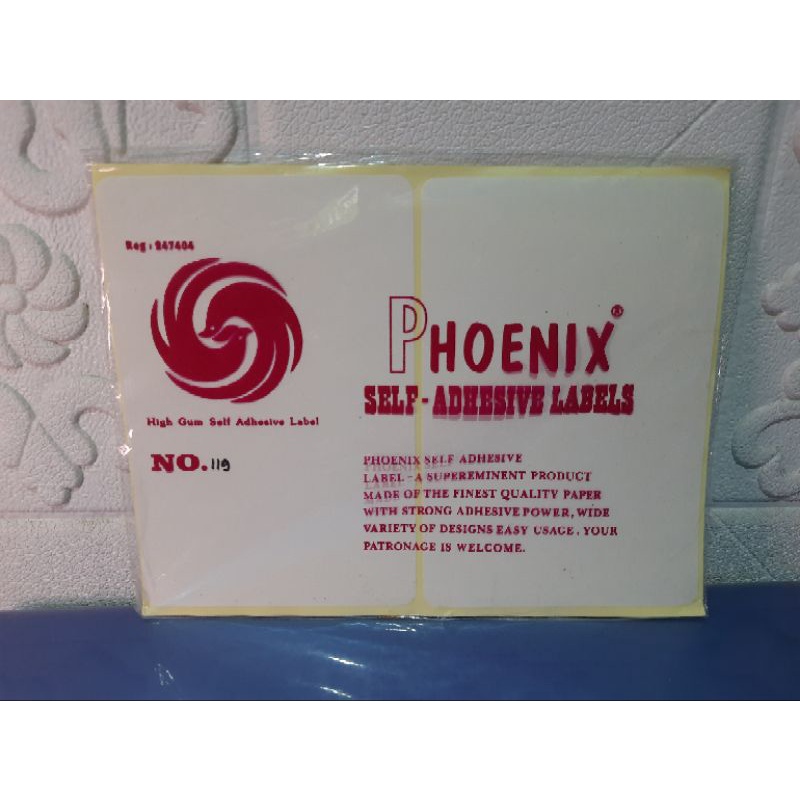 Reg : 247404
High Gum Self Adhesive Label
NO. 119
PHOENIX®
SELF-ADHESIVE LABELS
PHOENIX SELF ADHESIVE
LABEL - A SUPEREMINENT PRODUCT
MADE OF THE FINEST QUALITY PAPER
WITH STRONG ADHESIVE POWER, WIDE
VARIETY OF DESIGNS EASY USAGE, YOUR
PATRONAGE IS WELCOME.